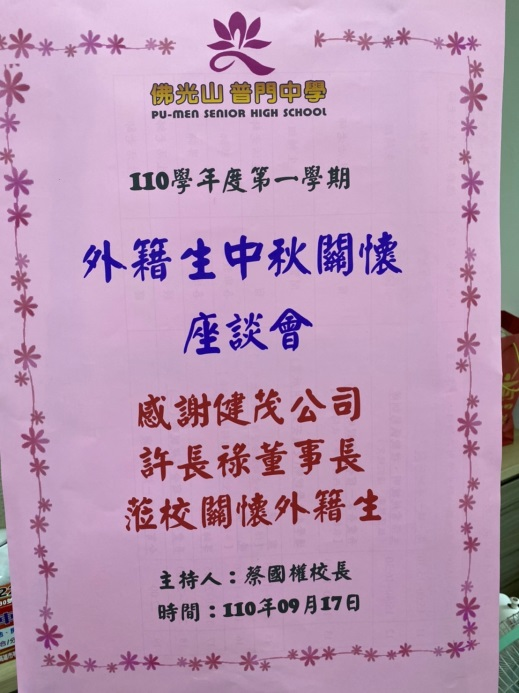 佛光山 普門中學
PU-MEN SENIOR HIGH SCHOOL
110學年度第一學期
外籍生中秋關懷
座談會
感謝健茂公司
許長祿董事長
蒞校關懷外籍生
主持人：蔡國權校長
時間：110年09月17日